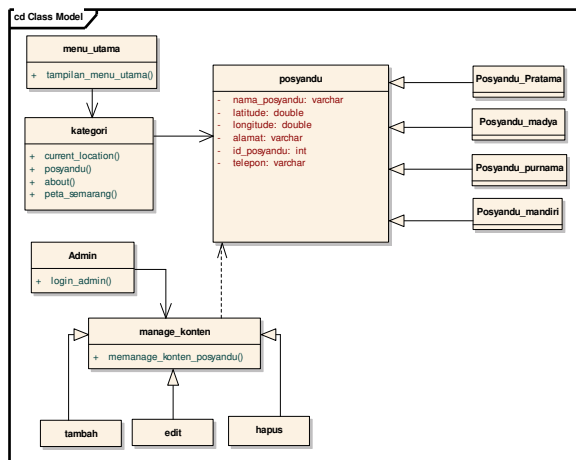 cd Class Model
menu_utama
+ tampilan_menu_utama()
kategori
+ current_location()
+ posyandu()
+ about()
+ peta_semarang()
posyandu
- nama_posyandu: varchar
- latitude: double
- longitude: double
- alamat: varchar
- id_posyandu: int
- telepon: varchar
Posyandu_Pratama
Posyandu_madya
Posyandu_purnama
Posyandu_mandiri
Admin
+ login_admin()
manage_konten
+ memanage_konten_posyandu()
tambah
edit
hapus